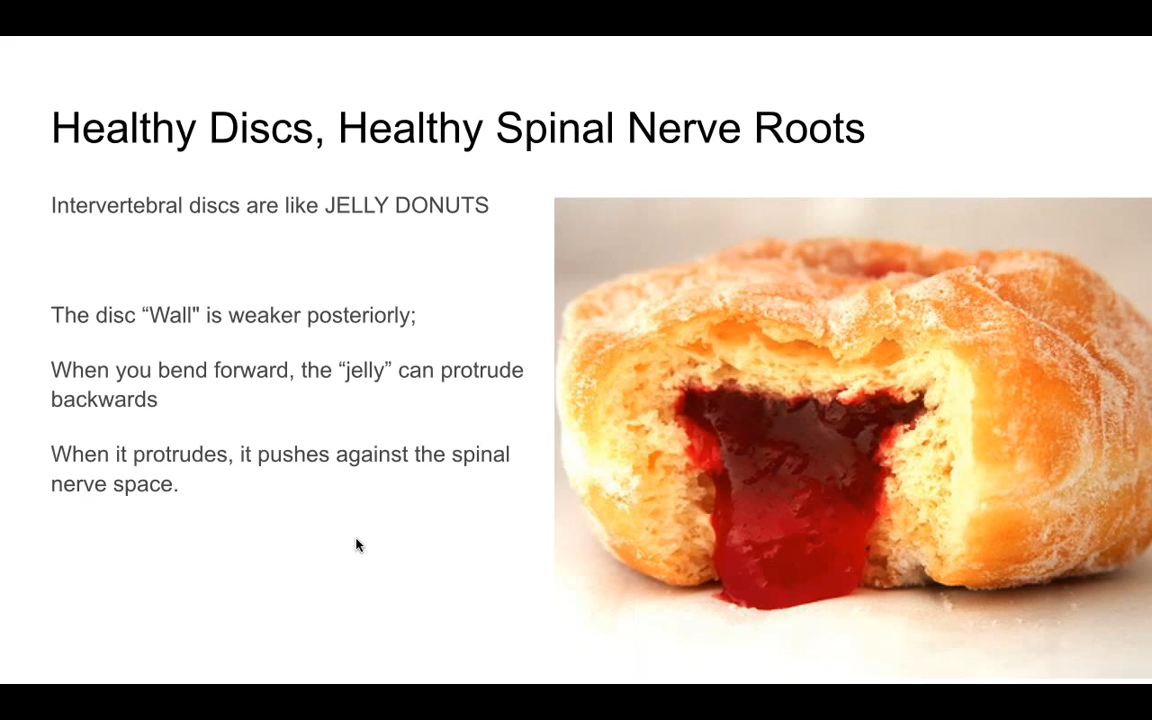 Healthy Discs, Healthy Spinal Nerve Roots
Intervertebral discs are like JELLY DONUTS
The disc “Wall" is weaker posteriorly;
When you bend forward, the “jelly” can protrude
backwards
When it protrudes, it pushes against the spinal
nerve space.